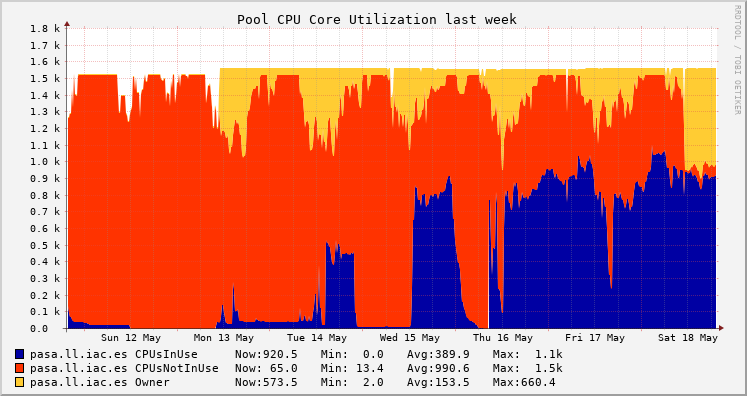 Pool CPU Core Utilization last week
RRDTOOL / TOBI OETIKER
1.8 k
1.7 k
1.6 k
1.5 k
1.4 k
1.3 k
1.2 k
1.1 k
1.0 k
0.9 k
0.8 k
0.7 k
0.6 k
0.5 k
0.4 k
0.3 k
0.2 k
0.1 k
0.0
Sun 12 May Mon 13 May Tue 14 May Wed 15 May Thu 16 May Fri 17 May Sat 18 May
pasa.ll.iac.es CPUsInUse Now:920.5 Min: 0.0 Avg:389.9 Max: 1.1k
pasa.ll.iac.es CPUsNotInUse Now: 65.0 Min: 13.4 Avg:990.6 Max: 1.5k
pasa.ll.iac.es Owner Now:573.5 Min: 2.0 Avg:153.5 Max:660.4